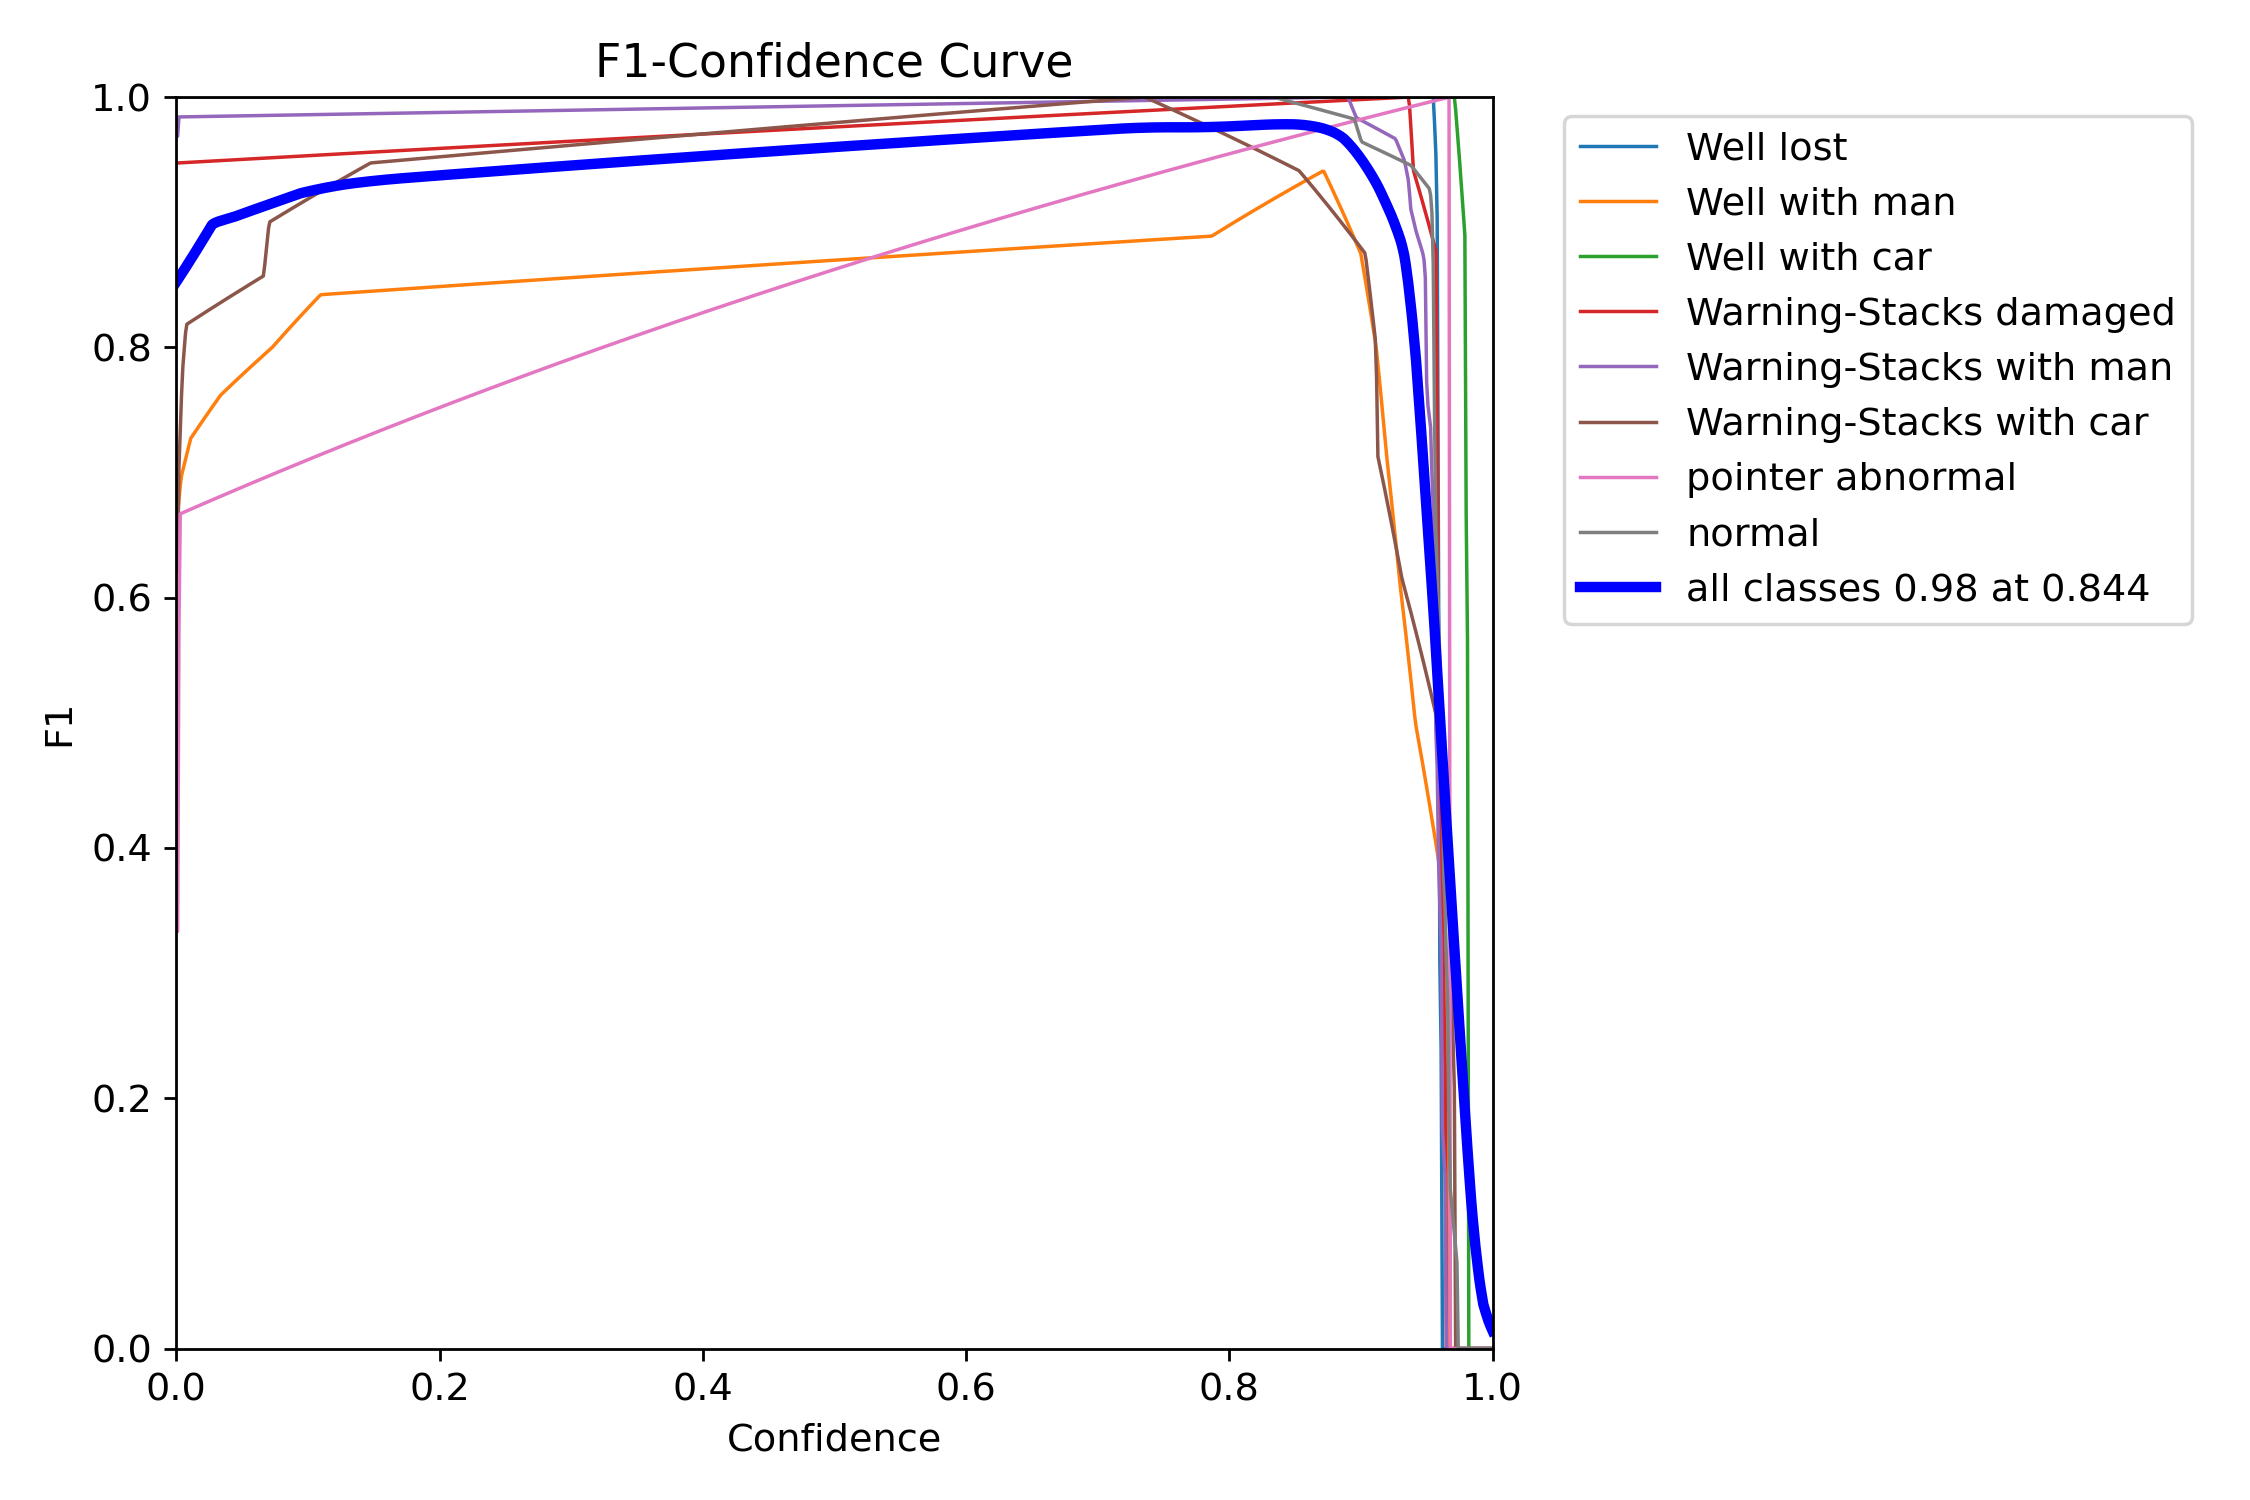 F1-Confidence Curve
1.0
0.8
0.6
0.4
0.2
0.0
F1
0.0 0.2 0.4 0.6 0.8 1.0
Confidence
Well lost
Well with man
Well with car
Warning-Stacks damaged
Warning-Stacks with man
Warning-Stacks with car
pointer abnormal
normal
all classes 0.98 at 0.844